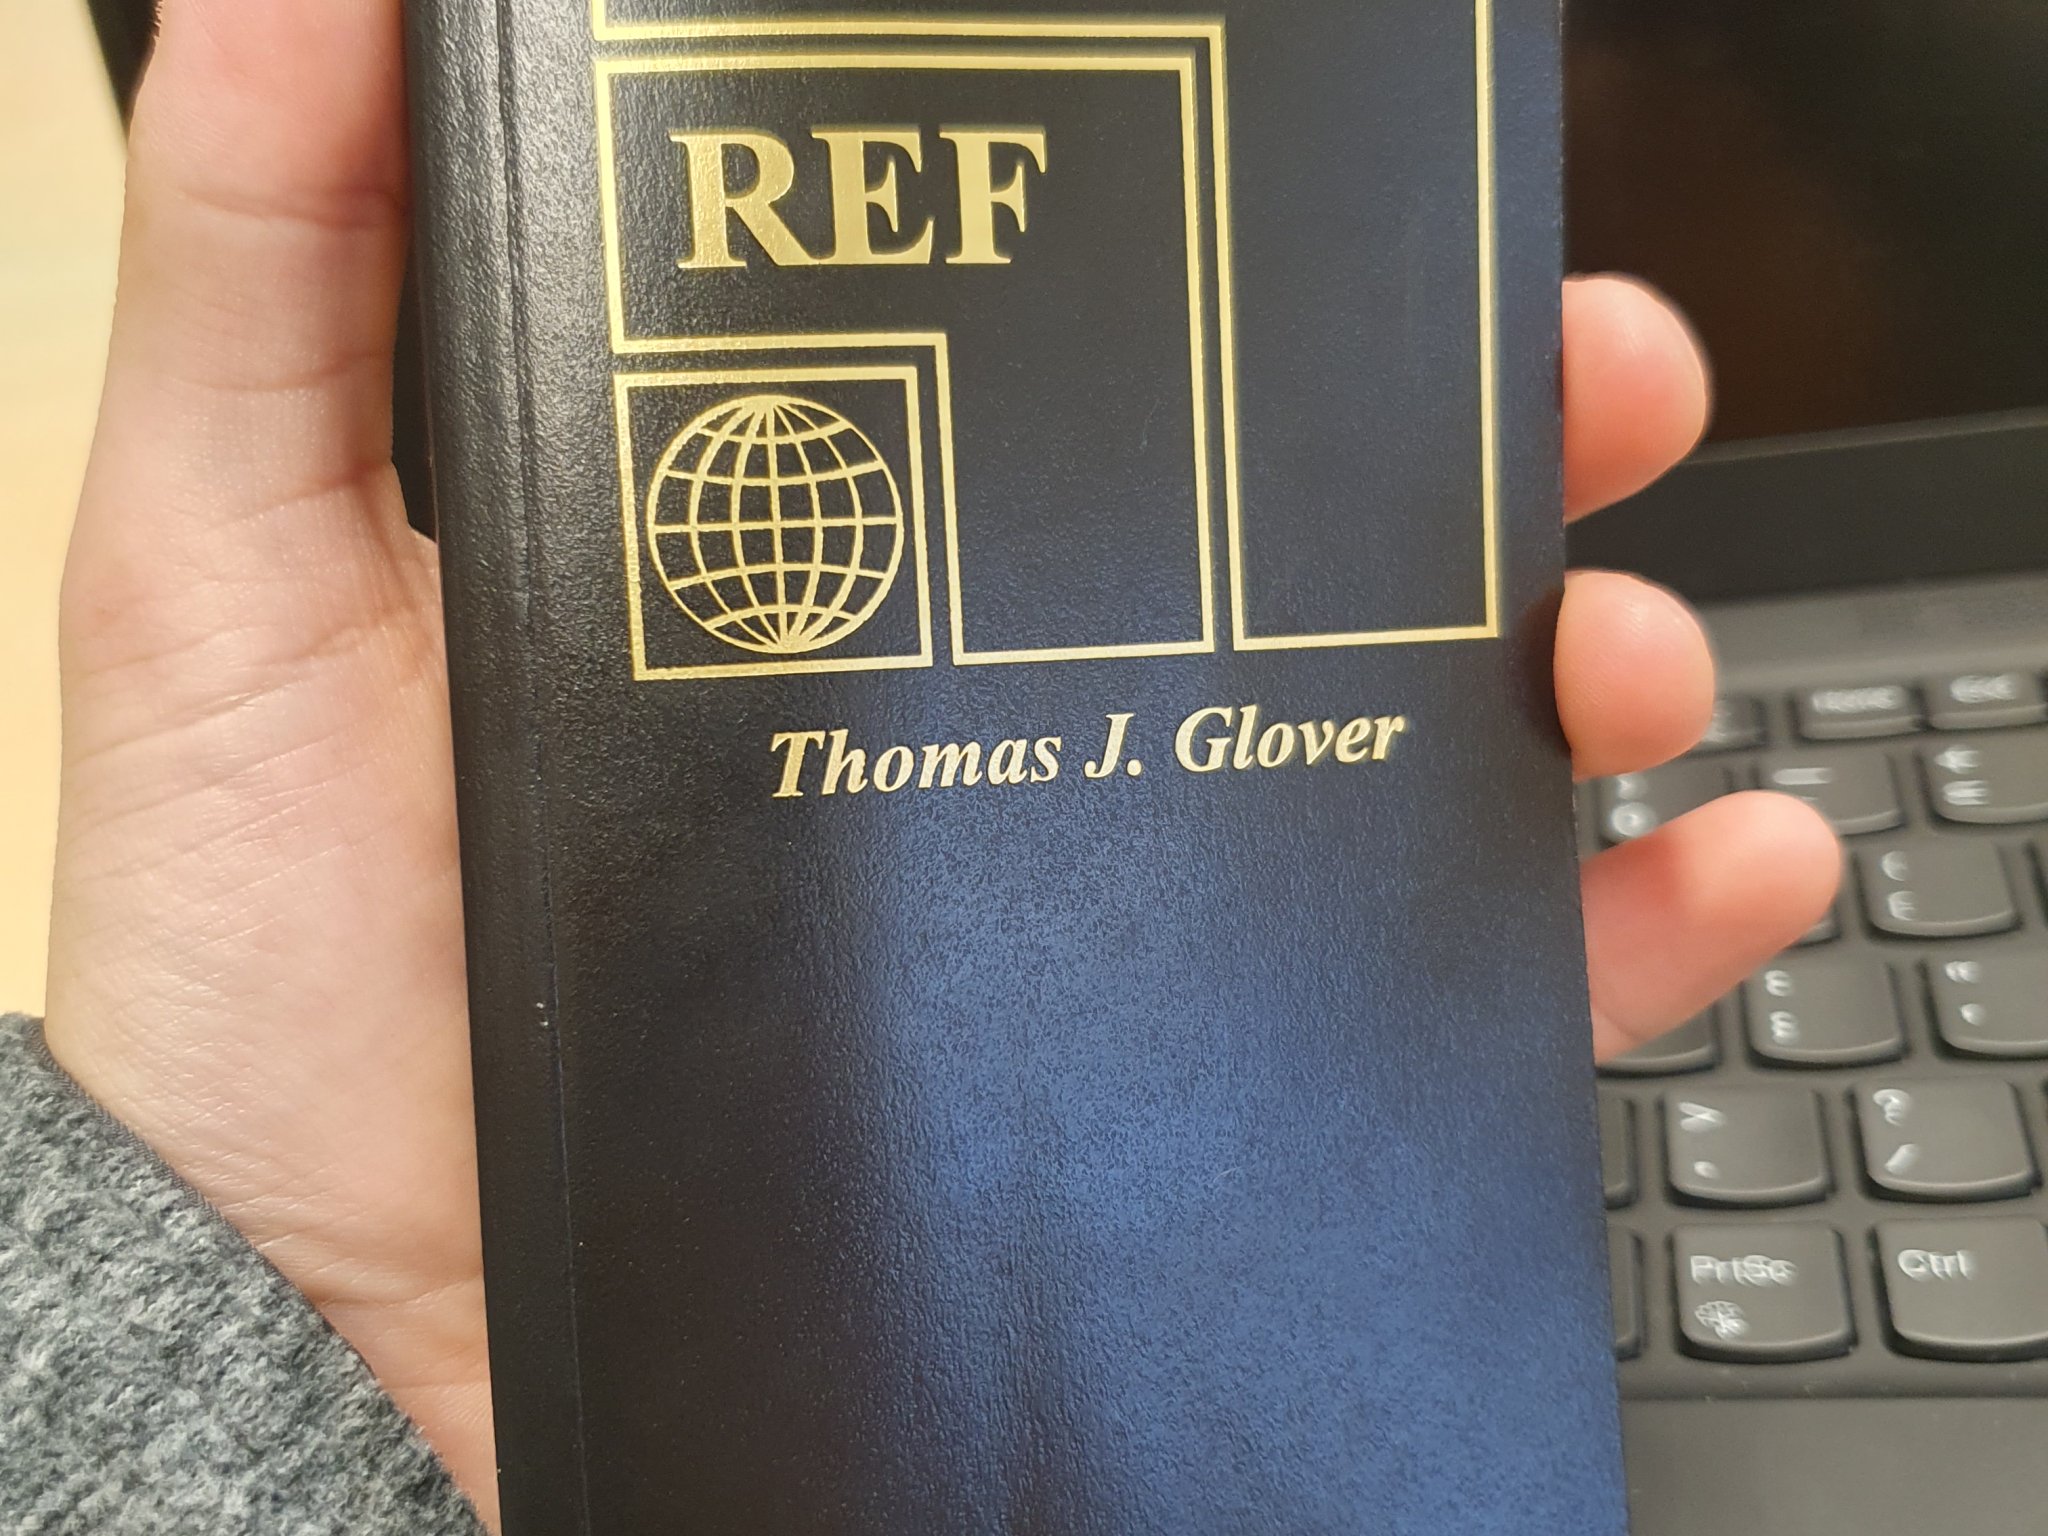 REF
Thomas J. Glover
PrtSc
Ctrl